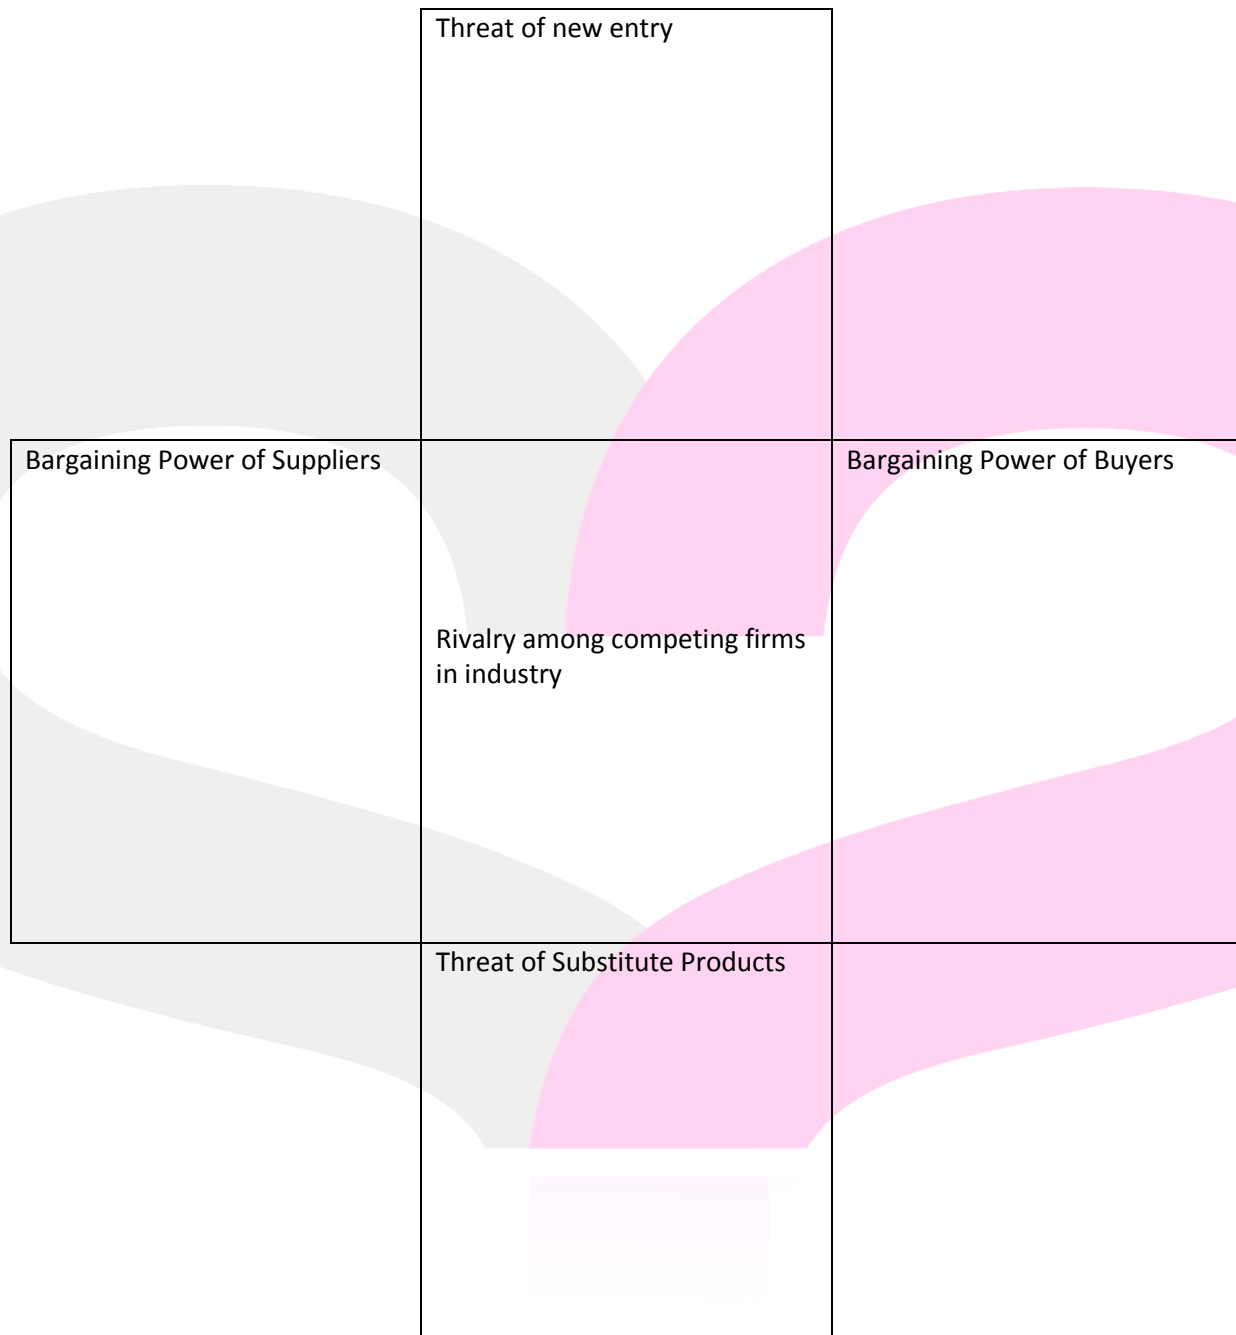 Threat of new entry
Bargaining Power of Suppliers
Bargaining Power of Buyers
Rivalry among competing firms
in industry
Threat of Substitute Products